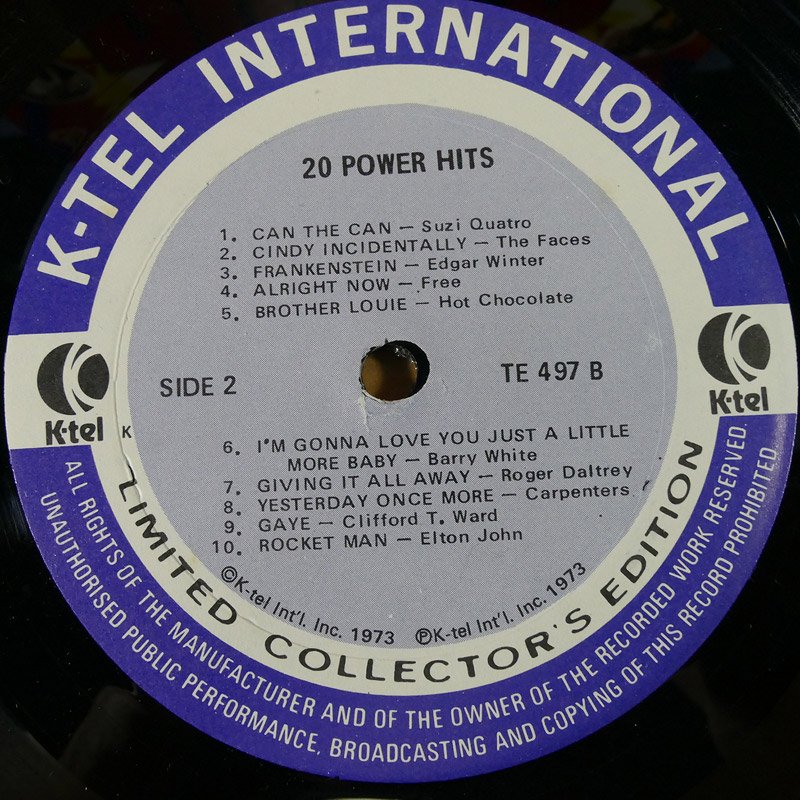 K-TEL INTERNATIONAL
20 POWER HITS
1. CAN THE CAN — Suzi Quatro
2. CINDY INCIDENTALLY — The Faces
3. FRANKENSTEIN — Edgar Winter
4. ALRIGHT NOW — Free
5. BROTHER LOUIE — Hot Chocolate
K-tel
SIDE 2
TE 497 B
K-tel
K
6. I'M GONNA LOVE YOU JUST A LITTLE
MORE BABY — Barry White
7. GIVING IT ALL AWAY — Roger Daltrey
8. YESTERDAY ONCE MORE — Carpenters
9. GAYE — Clifford T. Ward
10. ROCKET MAN — Elton John
©K-tel Int'l. Inc. 1973 ℗K-tel Int'l. Inc. 1973
LIMITED COLLECTOR'S EDITION
ALL RIGHTS OF THE MANUFACTURER AND OF THE OWNER OF THE RECORDED WORK RESERVED.
UNAUTHORISED PUBLIC PERFORMANCE, BROADCASTING AND COPYING OF THIS RECORD PROHIBITED